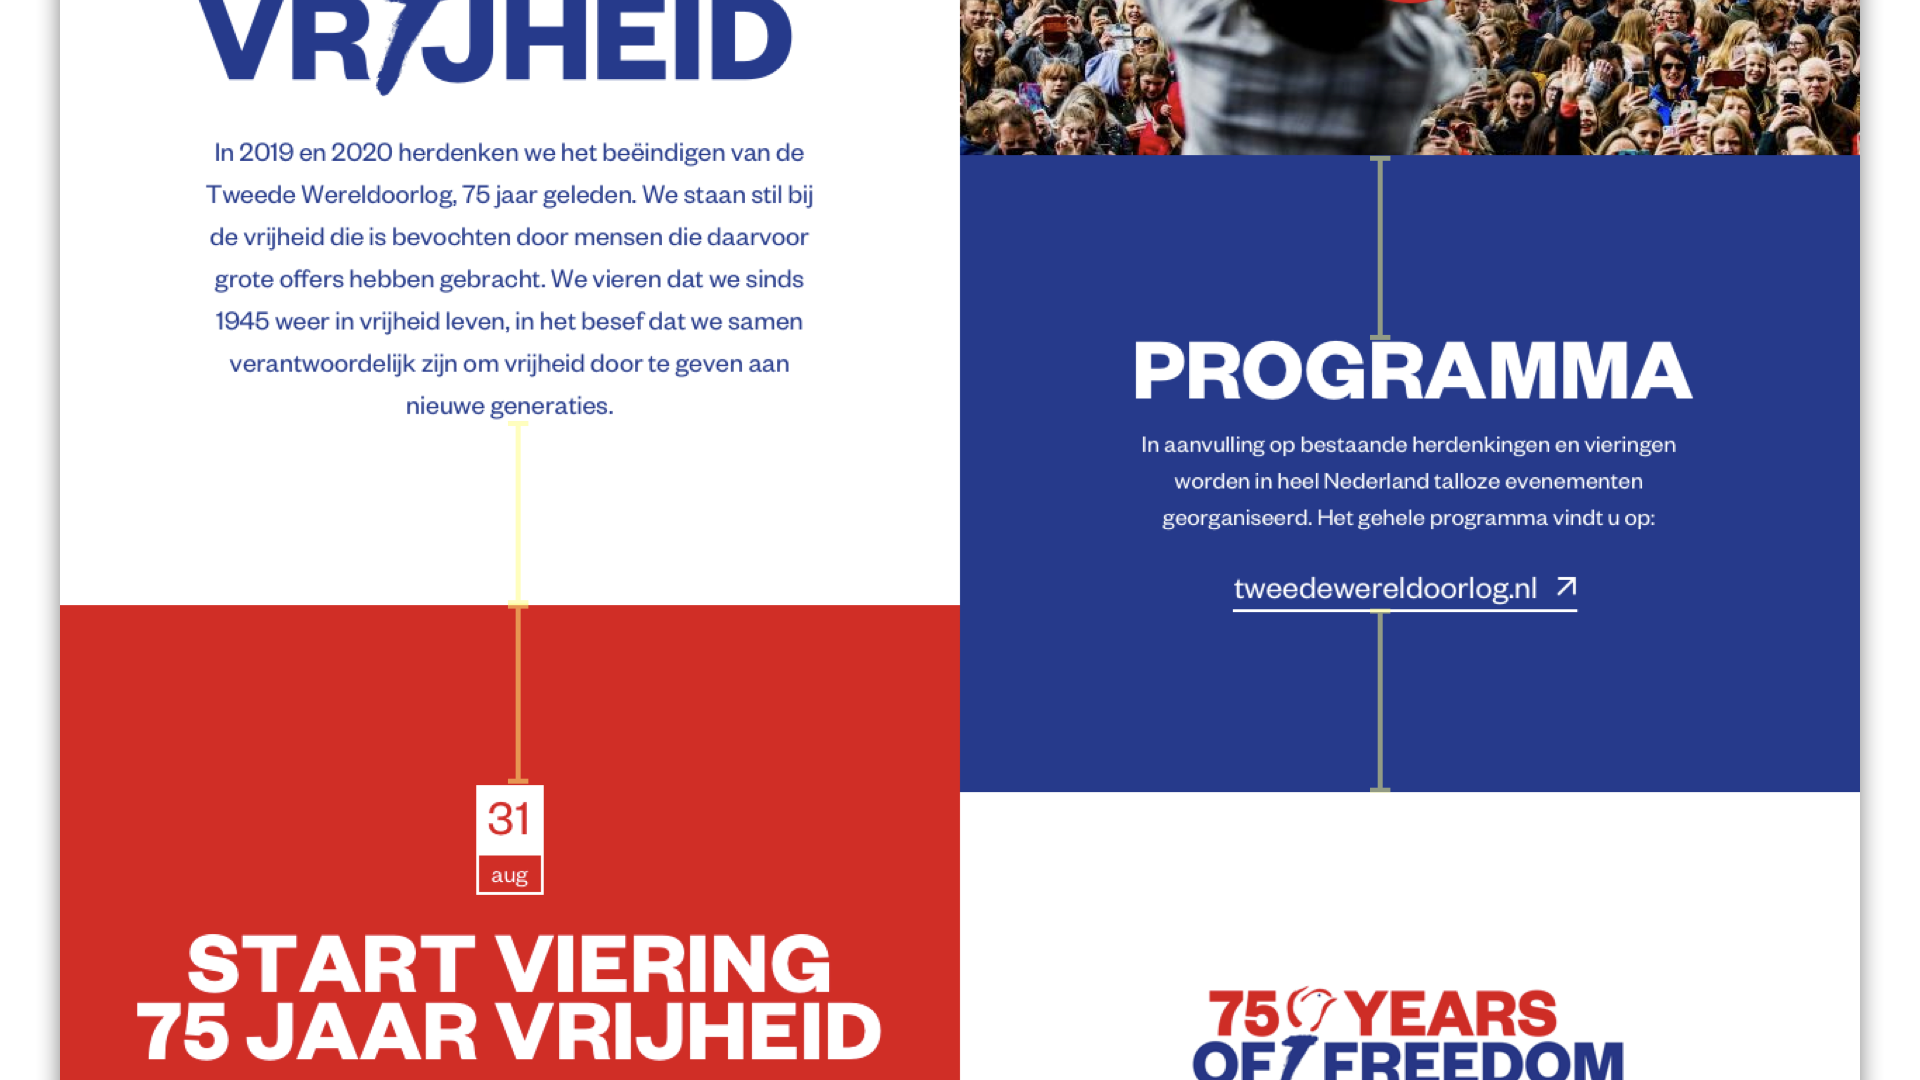 VRIJHEID
In 2019 en 2020 herdenken we het beëindigen van de
Tweede Wereldoorlog, 75 jaar geleden. We staan stil bij
de vrijheid die is bevochten door mensen die daarvoor
grote offers hebben gebracht. We vieren dat we sinds
1945 weer in vrijheid leven, in het besef dat we samen
verantwoordelijk zijn om vrijheid door te geven aan
nieuwe generaties.
31
aug
START VIERING
75 JAAR VRIJHEID
PROGRAMMA
In aanvulling op bestaande herdenkingen en vieringen
worden in heel Nederland talloze evenementen
georganiseerd. Het gehele programma vindt u op:
tweedewereldoorlog.nl
75 YEARS
OF FREEDOM